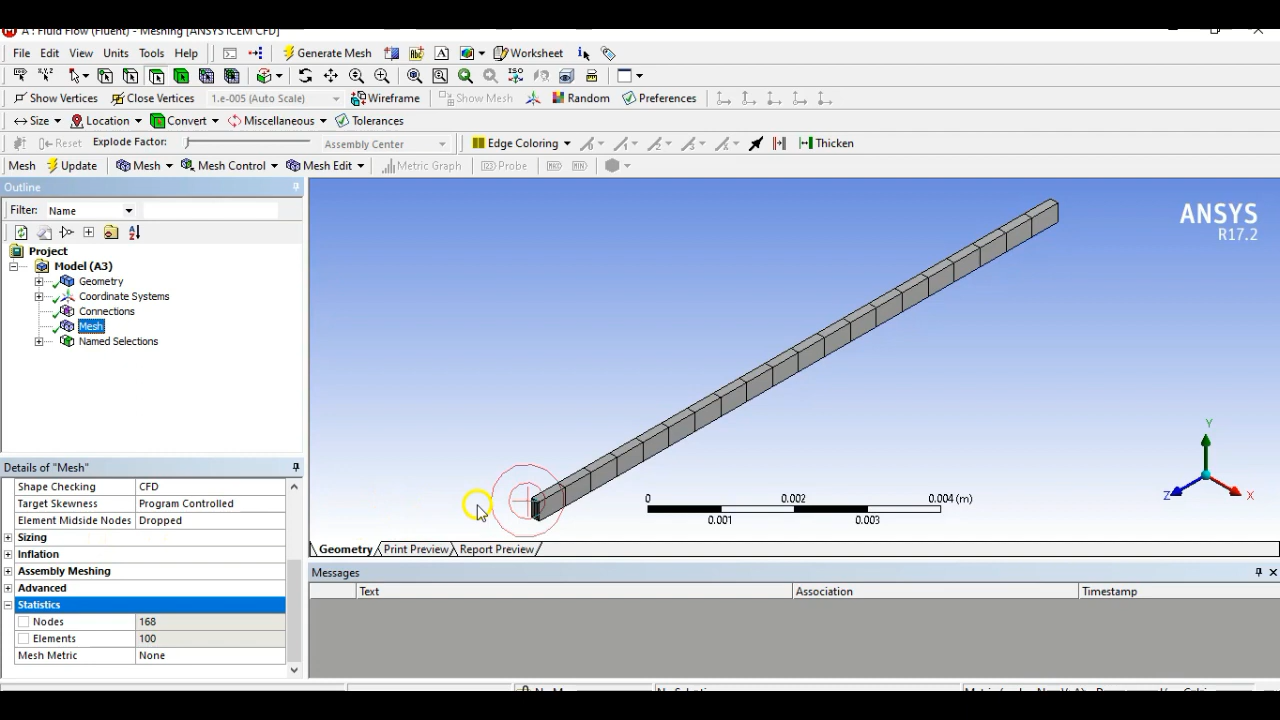 A : Fluid Flow (Fluent) - Meshing [ANSYS ICEM CFD]
File Edit View Units Tools Help Generate Mesh A Worksheet i
ISO
Show Vertices Close Vertices 1.e-005 (Auto Scale) Wireframe Show Mesh Random Preferences
Size Location Convert Miscellaneous Tolerances
Reset Explode Factor: Assembly Center Edge Coloring Thicken
Mesh Update Mesh Mesh Control Mesh Edit Metric Graph Probe MAX MIN
Outline
Filter: Name
Project
Model (A3)
Geometry
Coordinate Systems
Connections
Mesh
Named Selections
ANSYS
R17.2
Y
Z X
0 0.002 0.004 (m)
0.001 0.003
Details of "Mesh"
Shape Checking CFD
Target Skewness Program Controlled
Element Midside Nodes Dropped
Sizing
Inflation
Assembly Meshing
Advanced
Statistics
Nodes 168
Elements 100
Mesh Metric None
Geometry Print Preview Report Preview
Messages
Text Association Timestamp